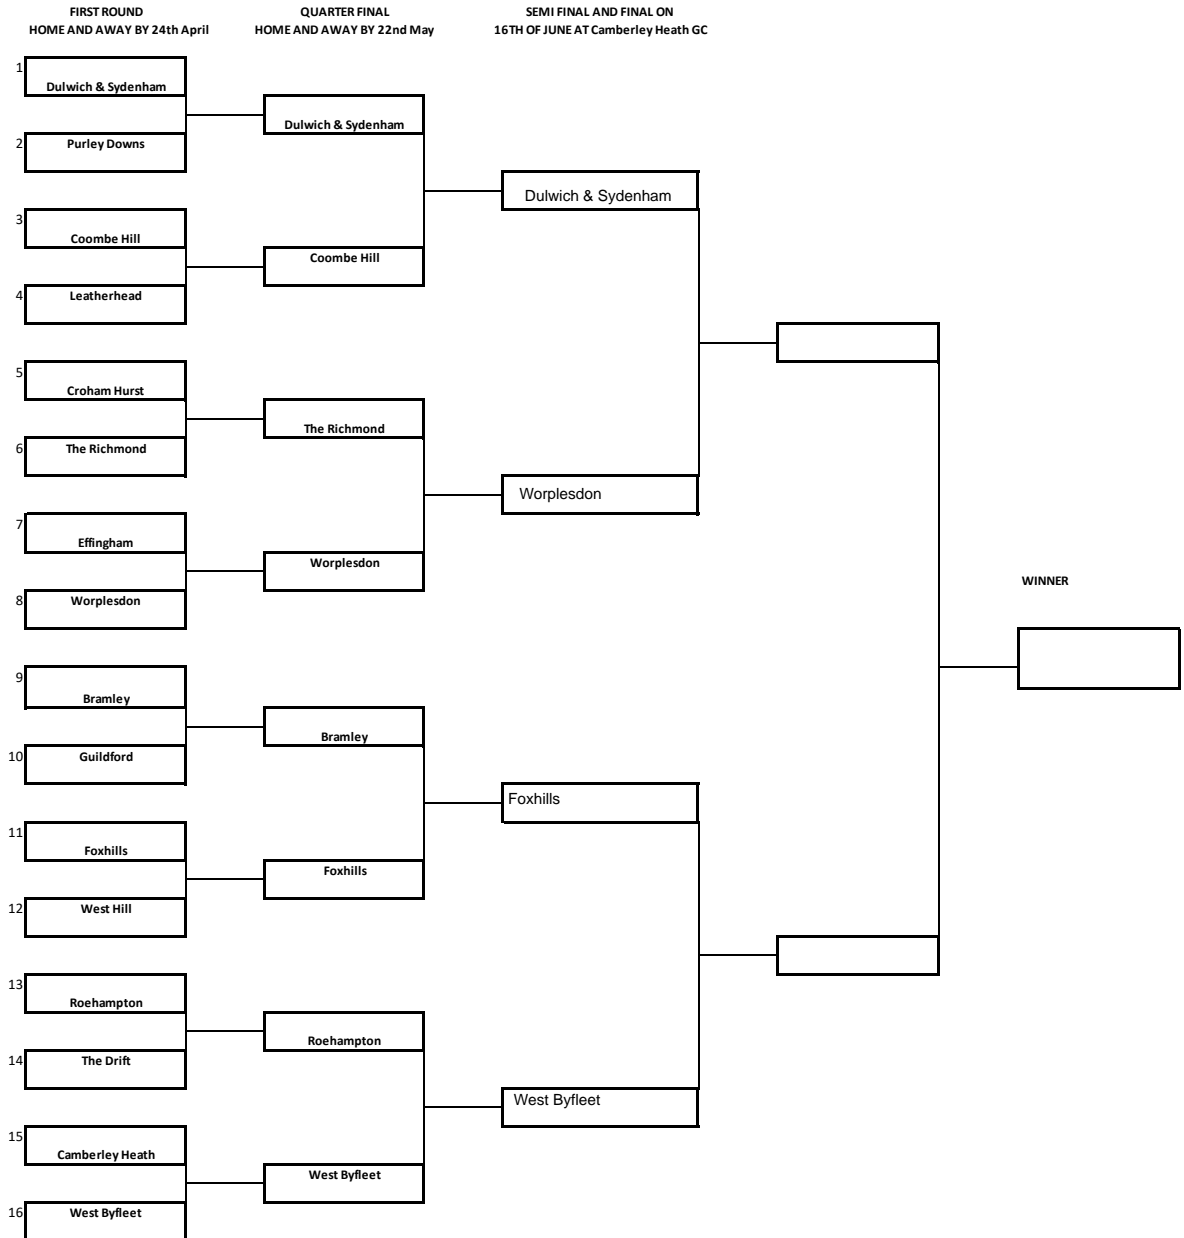 FIRST ROUND
HOME AND AWAY BY 24th April
QUARTER FINAL
HOME AND AWAY BY 22nd May
SEMI FINAL AND FINAL ON
16TH OF JUNE AT Camberley Heath GC
1
Dulwich & Sydenham
2
Purley Downs
3
Coombe Hill
4
Leatherhead
5
Croham Hurst
6
The Richmond
7
Effingham
8
Worplesdon
9
Bramley
10
Guildford
11
Foxhills
12
West Hill
13
Roehampton
14
The Drift
15
Camberley Heath
16
West Byfleet
Dulwich & Sydenham
Coombe Hill
The Richmond
Worplesdon
Bramley
Foxhills
Roehampton
West Byfleet
Dulwich & Sydenham
Worplesdon
Foxhills
West Byfleet
WINNER